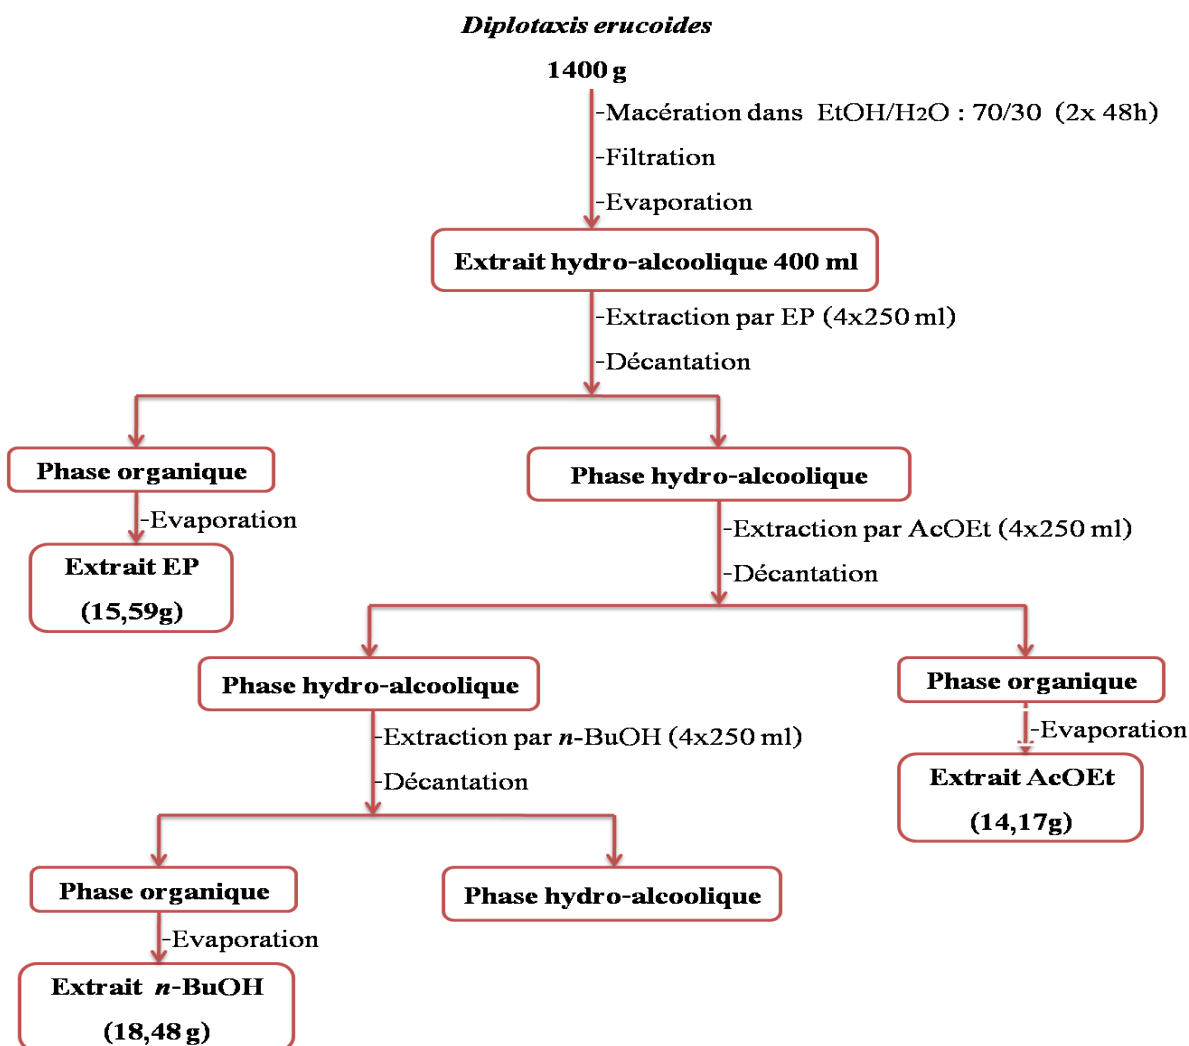 Diplotaxis erucoides
1400 g
-Macération dans EtOH/H2O : 70/30 (2x 48h)
-Filtration
-Evaporation
Extrait hydro-alcoolique 400 ml
-Extraction par EP (4x250 ml)
-Décantation
Phase organique
-Evaporation
Extrait EP
(15,59g)
Phase hydro-alcoolique
-Extraction par AcOEt (4x250 ml)
-Décantation
Phase hydro-alcoolique
-Extraction par n-BuOH (4x250 ml)
-Décantation
Phase organique
-Evaporation
Extrait AcOEt
(14,17g)
Phase organique
-Evaporation
Extrait n-BuOH
(18,48 g)
Phase hydro-alcoolique